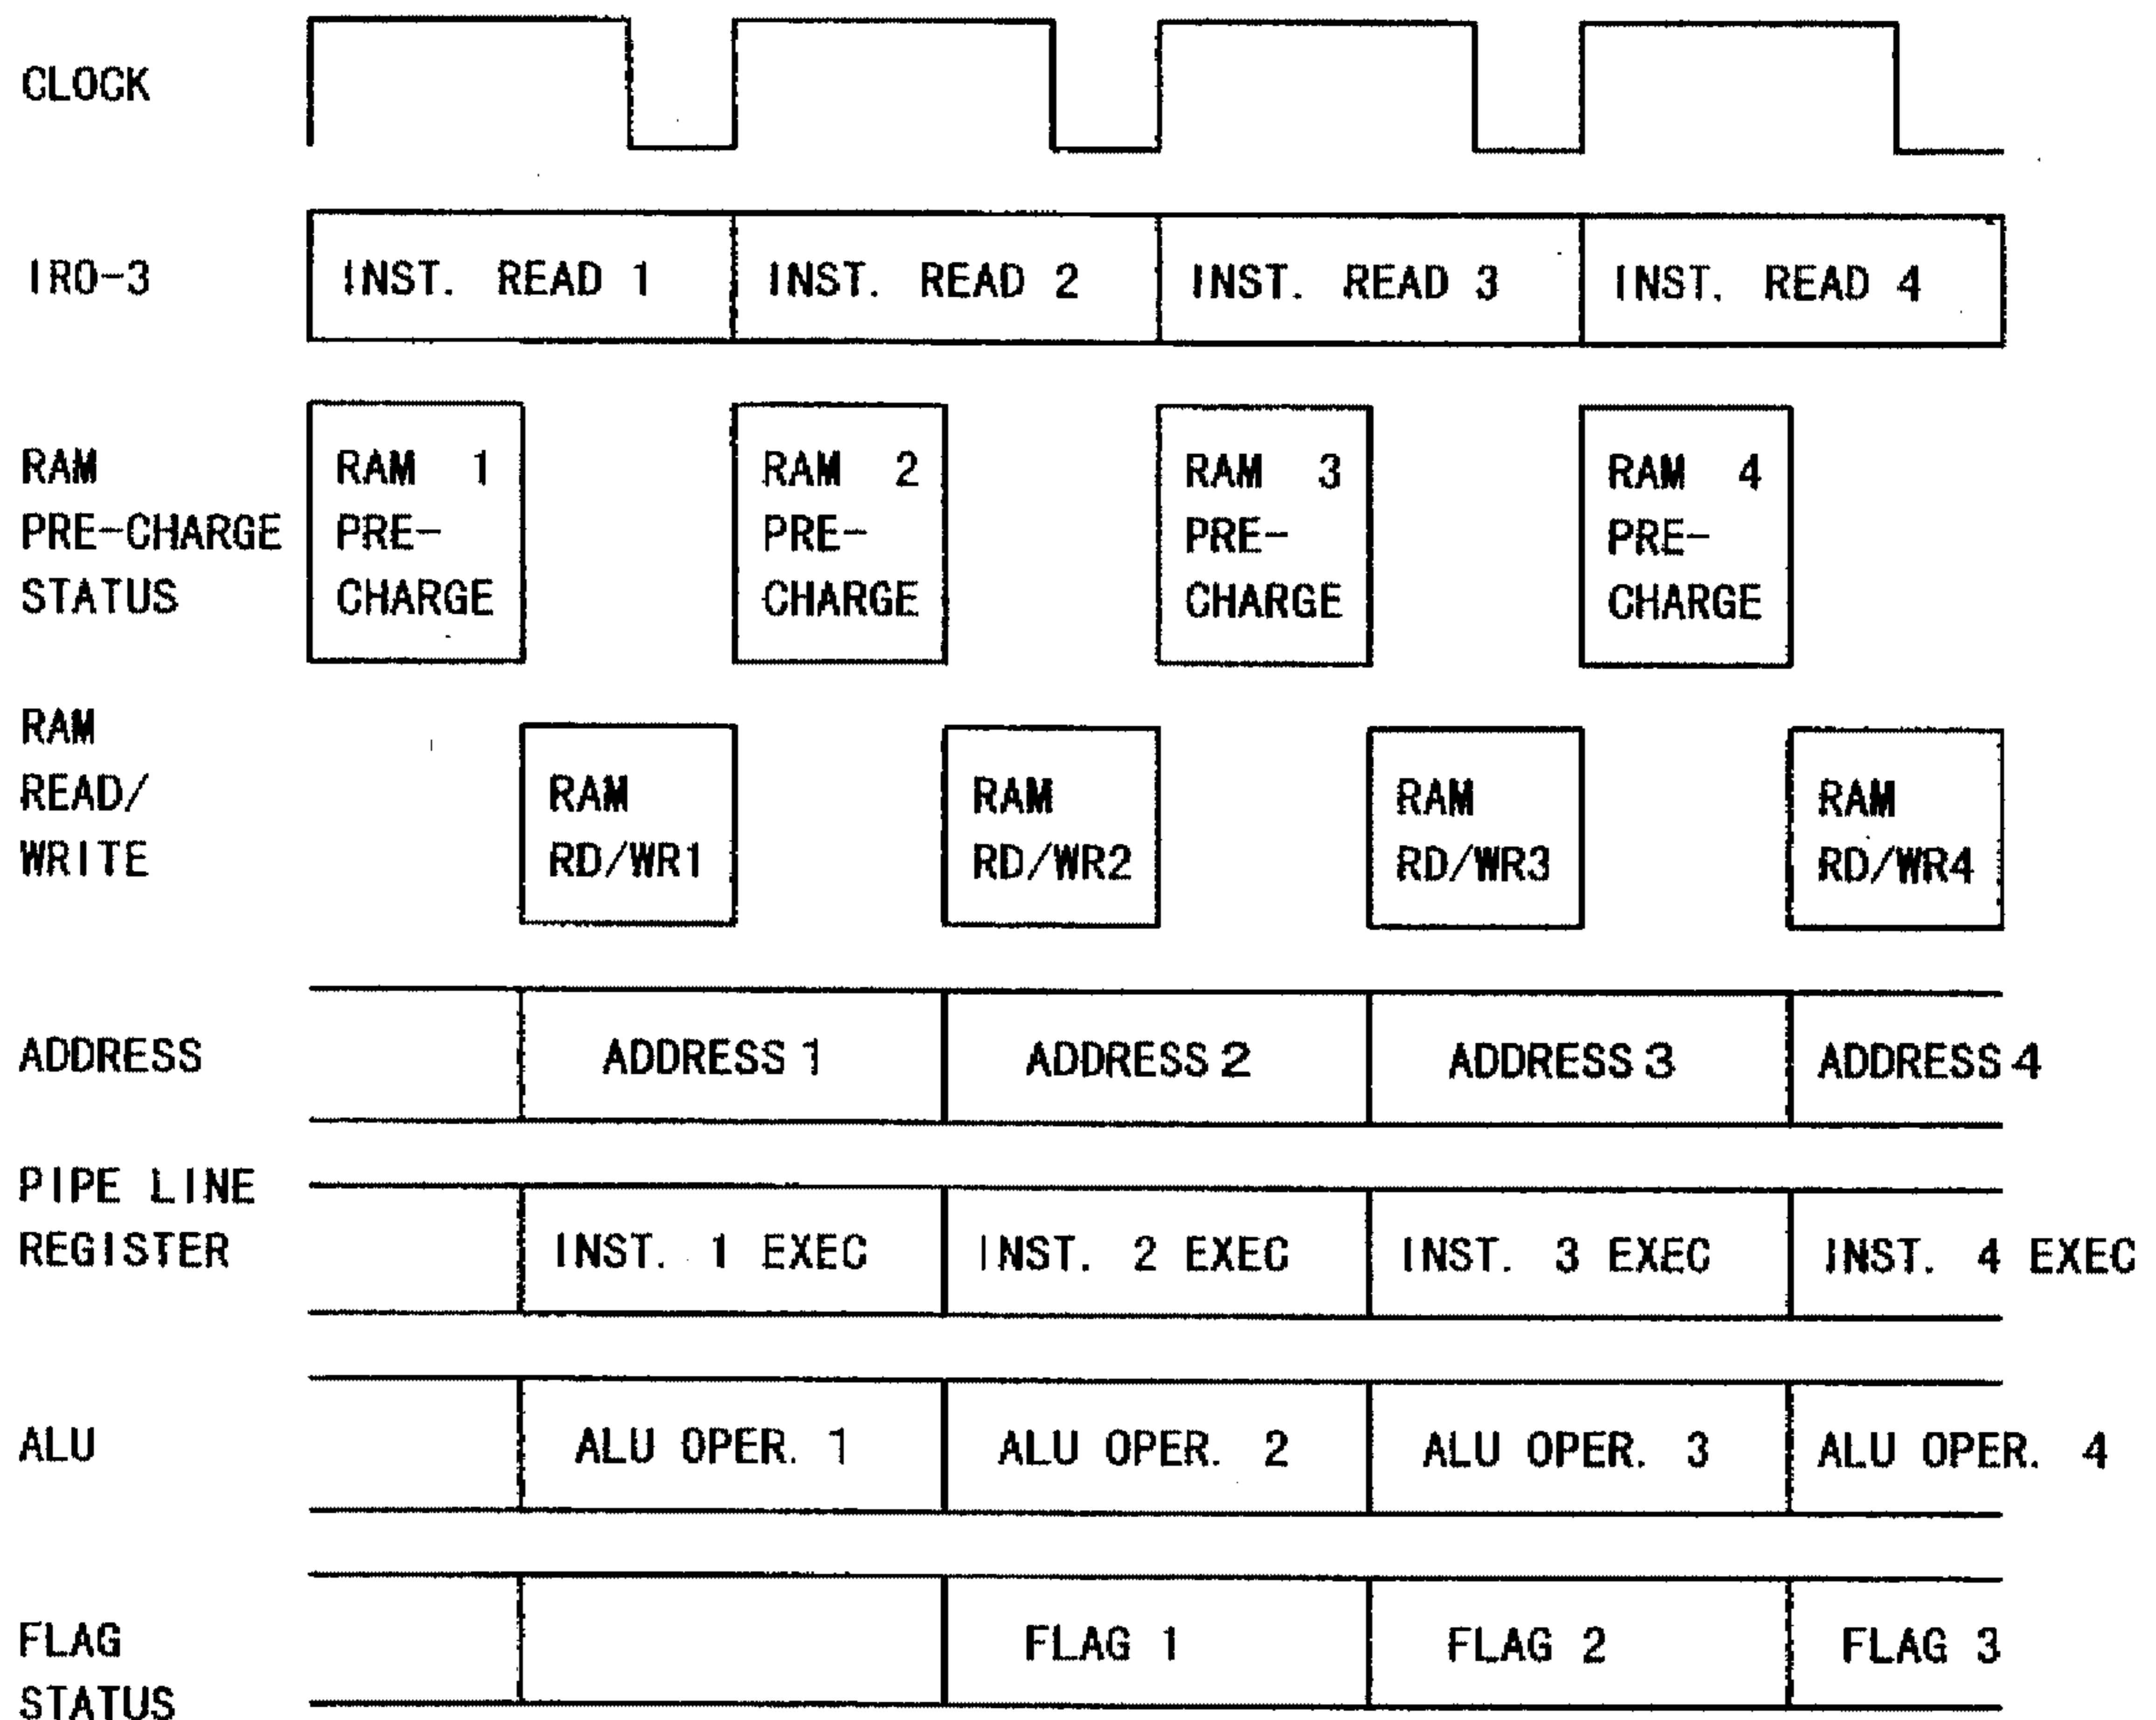 CLOCK
IRO-3
INST. READ 1
INST. READ 2
INST. READ 3
INST. READ 4
RAM
PRE-CHARGE
STATUS
RAM 1
PRE-
CHARGE
RAM 2
PRE-
CHARGE
RAM 3
PRE-
CHARGE
RAM 4
PRE-
CHARGE
RAM
READ/
WRITE
RAM
RD/WR1
RAM
RD/WR2
RAM
RD/WR3
RAM
RD/WR4
ADDRESS
ADDRESS 1
ADDRESS 2
ADDRESS 3
ADDRESS 4
PIPE LINE
REGISTER
INST. 1 EXEC
INST. 2 EXEC
INST. 3 EXEC
INST. 4 EXEC
ALU
ALU OPER. 1
ALU OPER. 2
ALU OPER. 3
ALU OPER. 4
FLAG
STATUS
FLAG 1
FLAG 2
FLAG 3